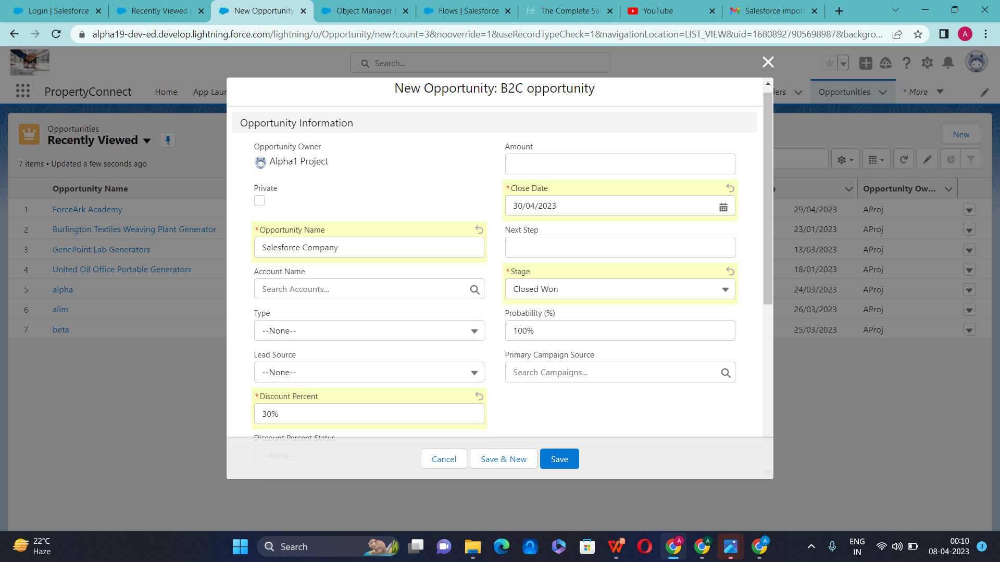 Login | Salesforce
Recently Viewed |
New Opportunity:
Object Manager |
Flows | Salesforce
The Complete Sal
YouTube
Salesforce import
alpha19-dev-ed.develop.lightning.force.com/lightning/o/Opportunity/new?count=3&nooverride=1&useRecordTypeCheck=1&navigationLocation=LIST_VIEW&uid=16808927905698987&backgro...
A
Search...
PropertyConnect
Home
App Laun
ders
Opportunities
* More
New Opportunity: B2C opportunity
Opportunities
Recently Viewed
New
7 items • Updated a few seconds ago
Opportunity Name
e
Opportunity Ow...
1 ForceArk Academy 29/04/2023 AProj
2 Burlington Textiles Weaving Plant Generator 23/01/2023 AProj
3 GenePoint Lab Generators 13/03/2023 AProj
4 United Oil Office Portable Generators 18/01/2023 AProj
5 alpha 24/03/2023 AProj
6 alim 26/03/2023 AProj
7 beta 25/03/2023 AProj
Opportunity Information
Opportunity Owner
Alpha1 Project
Amount
Private
*Close Date
30/04/2023
*Opportunity Name
Salesforce Company
Next Step
Account Name
Search Accounts...
*Stage
Closed Won
Type
--None--
Probability (%)
100%
Lead Source
--None--
Primary Campaign Source
Search Campaigns...
*Discount Percent
30%
Discount Percent Status
--None--
Cancel
Save & New
Save
22°C
Haze
Search
ENG
IN
00:10
08-04-2023
3